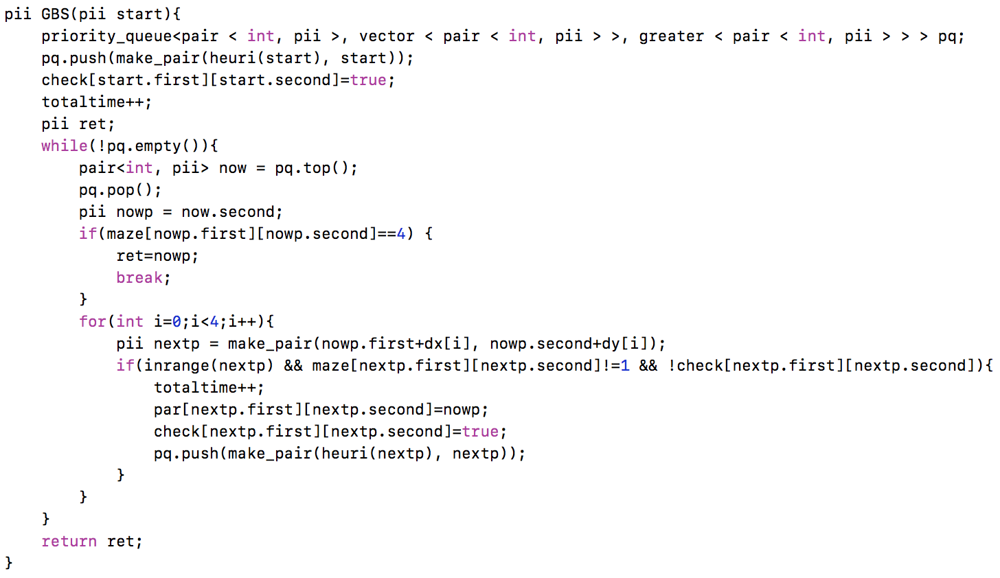 pii GBS(pii start){
    priority_queue<pair < int, pii >, vector < pair < int, pii > >, greater < pair < int, pii > > > pq;
    pq.push(make_pair(heuri(start), start));
    check[start.first][start.second]=true;
    totaltime++;
    pii ret;
    while(!pq.empty()){
        pair<int, pii> now = pq.top();
        pq.pop();
        pii nowp = now.second;
        if(maze[nowp.first][nowp.second]==4) {
            ret=nowp;
            break;
        }
        for(int i=0;i<4;i++){
            pii nextp = make_pair(nowp.first+dx[i], nowp.second+dy[i]);
            if(inrange(nextp) && maze[nextp.first][nextp.second]!=1 && !check[nextp.first][nextp.second]){
                totaltime++;
                par[nextp.first][nextp.second]=nowp;
                check[nextp.first][nextp.second]=true;
                pq.push(make_pair(heuri(nextp), nextp));
            }
        }
    }
    return ret;
}